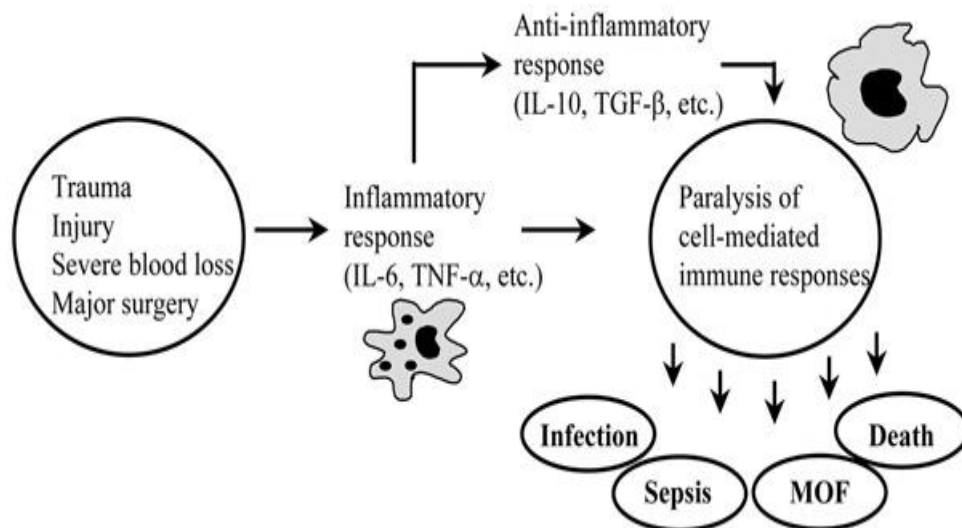 Trauma
Injury
Severe blood loss
Major surgery
Inflammatory
response
(IL-6, TNF-α, etc.)
Anti-inflammatory
response
(IL-10, TGF-β, etc.)
Paralysis of
cell-mediated
immune responses
Infection
Sepsis
MOF
Death